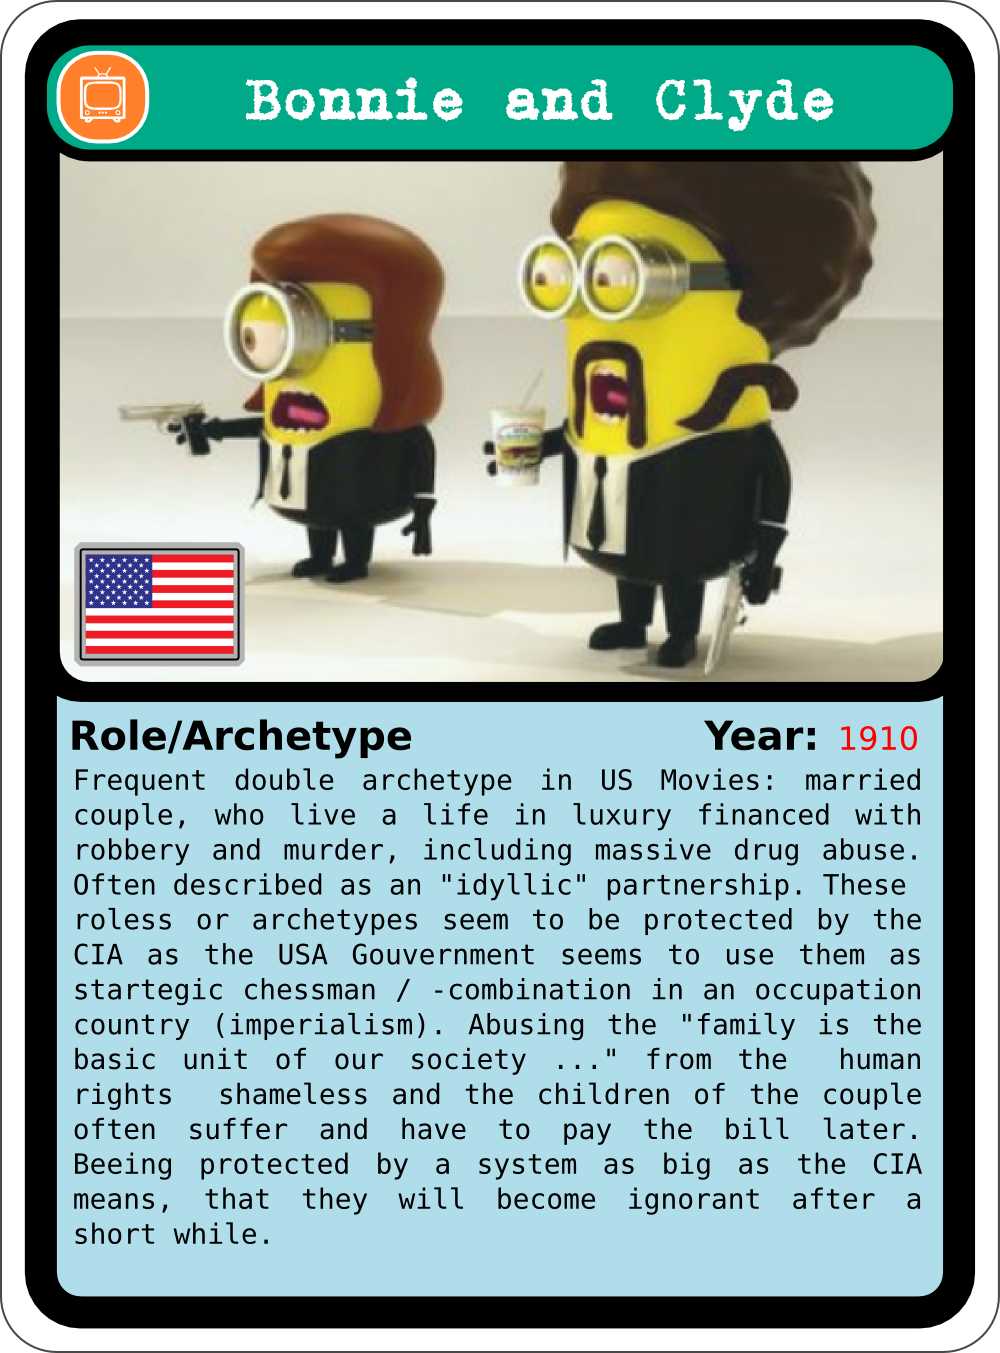 Bonnie and Clyde
Role/Archetype Year: 1910
Frequent double archetype in US Movies: married
couple, who live a life in luxury financed with
robbery and murder, including massive drug abuse.
Often described as an "idyllic" partnership. These
roless or archetypes seem to be protected by the
CIA as the USA Gouvernment seems to use them as
startegic chessman / -combination in an occupation
country (imperialism). Abusing the "family is the
basic unit of our society ..." from the human
rights shameless and the children of the couple
often suffer and have to pay the bill later.
Beeing protected by a system as big as the CIA
means, that they will become ignorant after a
short while.